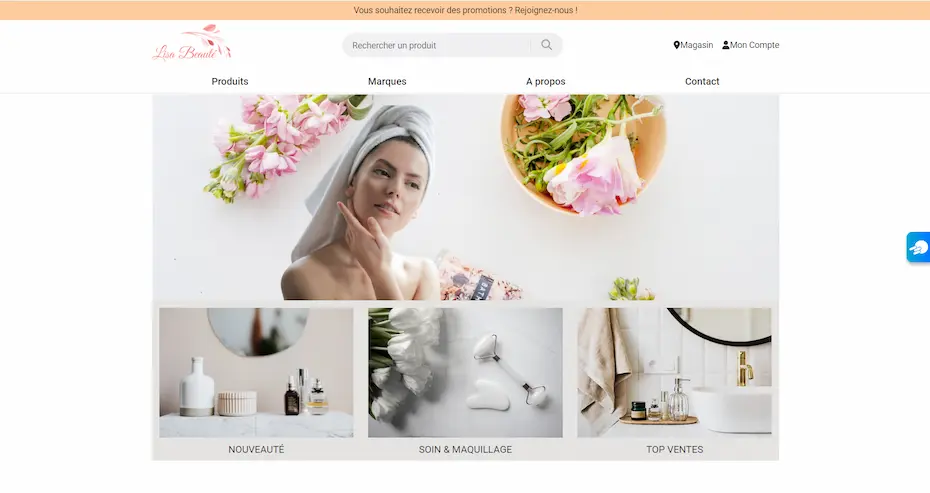 Vous souhaitez recevoir des promotions ? Rejoignez-nous !
Lisa Beauté
Rechercher un produit
Magasin
Mon Compte
Produits
Marques
A propos
Contact
BATH
NOUVEAUTÉ
SOIN & MAQUILLAGE
TOP VENTES